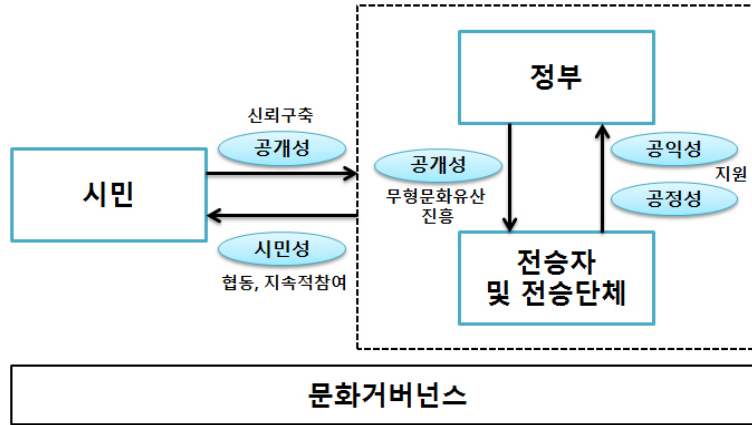 정부
신뢰구축
공개성
시민
시민성
협동, 지속적참여
공개성
무형문화유산
진흥
공익성
지원
공정성
전승자
및 전승단체
문화거버넌스